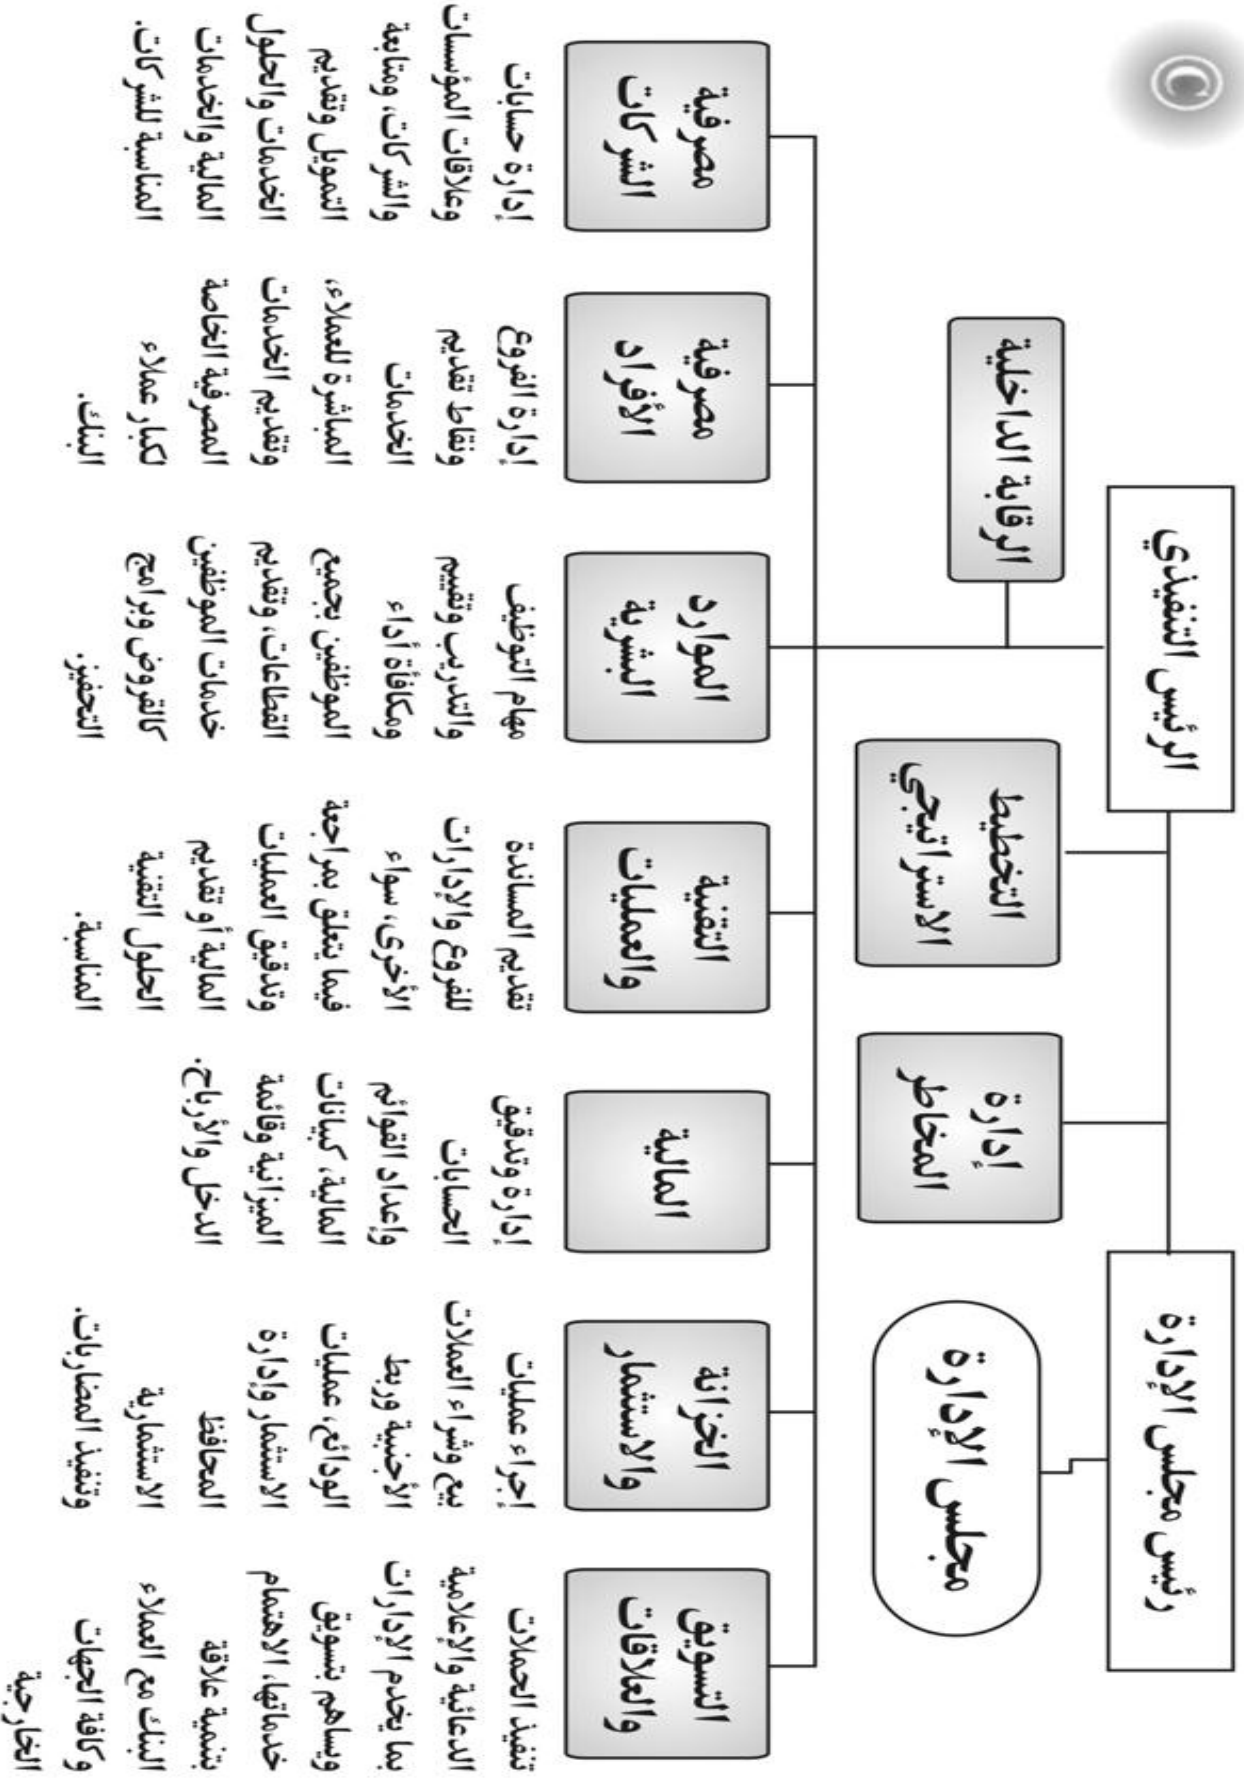 ©
رئيس مجلس الإدارة
مجلس الإدارة
الرئيس التنفيذي
إدارة
المخاطر
التخطيط
الاستراتيجي
الرقابة الداخلية
التسويق
والعلاقات
تنفيذ الحملات
الدعائية والإعلامية
بما يخدم الإدارات
ويساهم بتسويق
خدماتها، الاهتمام
بتنمية علاقة
البنك مع العملاء
وكافة الجهات
الخارجية
الخزانة
والاستثمار
إجراء عمليات
بيع وشراء العملات
الأجنبية وربط
الودائع، عمليات
الاستثمار وإدارة
المحافظ
الاستثمارية
وتنفيذ المضاربات.
المالية
إدارة وتدقيق
الحسابات
وإعداد القوائم
المالية، كبيانات
الميزانية وقائمة
الدخل والأرباح.
التقنية
والعمليات
تقديم المساندة
للفروع والإدارات
الأخرى، سواء
فيما يتعلق بمراجعة
وتدقيق العمليات
المالية أو تقديم
الحلول التقنية
المناسبة.
الموارد
البشرية
مهام التوظيف
والتدريب وتقييم
ومكافأة أداء
الموظفين بجميع
القطاعات، وتقديم
خدمات الموظفين
كالقروض وبرامج
التحفيز.
مصرفية
الأفراد
إدارة الفروع
ونقاط تقديم
الخدمات
المباشرة للعملاء،
وتقديم الخدمات
المصرفية الخاصة
لكبار عملاء
البنك.
مصرفية
الشركات
إدارة حسابات
وعلاقات المؤسسات
والشركات، ومتابعة
التمويل وتقديم
الخدمات والحلول
المالية والخدمات
المناسبة للشركات.